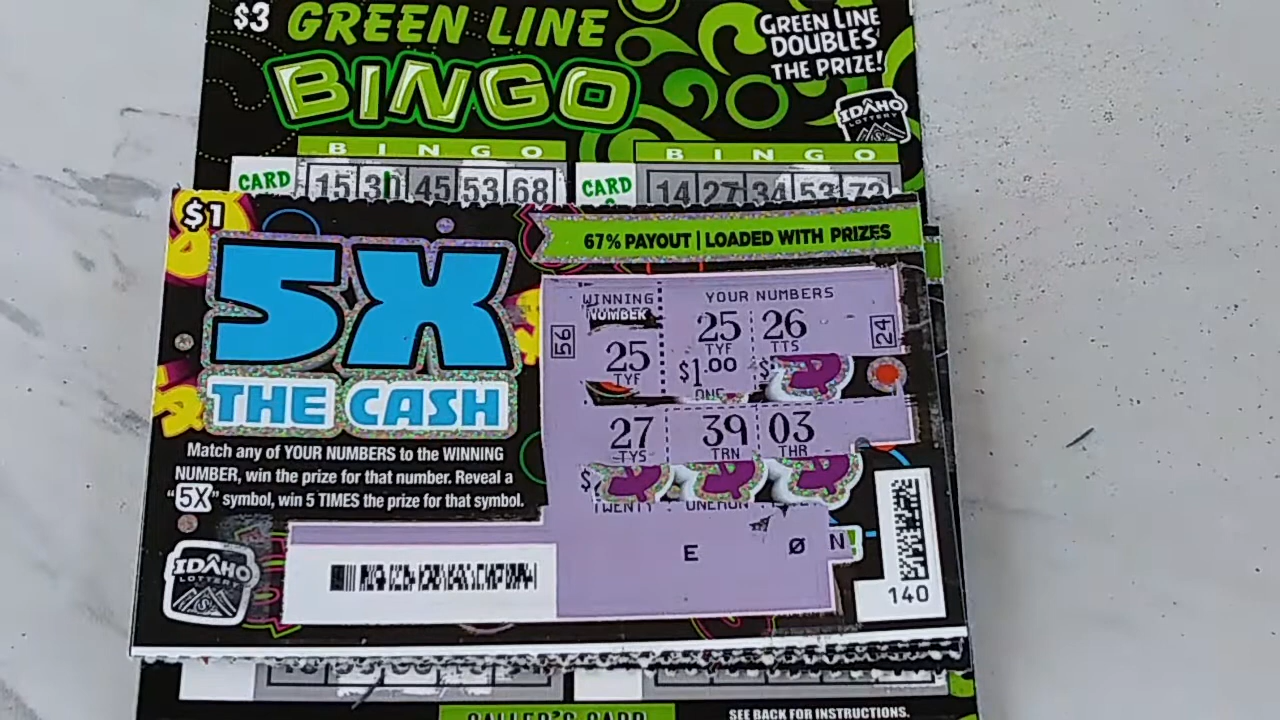 $3 GREEN LINE
BINGO
GREEN LINE
DOUBLES
THE PRIZE!
IDAHO
LOTTERY
B I N G O
B I N G O
CARD
15 30 45 53 68
CARD
14 27 34 53 72
$1
5X
THE CASH
67% PAYOUT | LOADED WITH PRIZES
Match any of YOUR NUMBERS to the WINNING
NUMBER, win the prize for that number. Reveal a
"5X" symbol, win 5 TIMES the prize for that symbol.
IDAHO
LOTTERY
WINNING
NUMBER
YOUR NUMBERS
56
25
TYF
25
TYF
$1.00
ONE
26
TTS
$
24
27
TYS
$
TWENTY
39
TRN
03
THR
E Ø N
140
CALLER'S CARD
SEE BACK FOR INSTRUCTIONS.